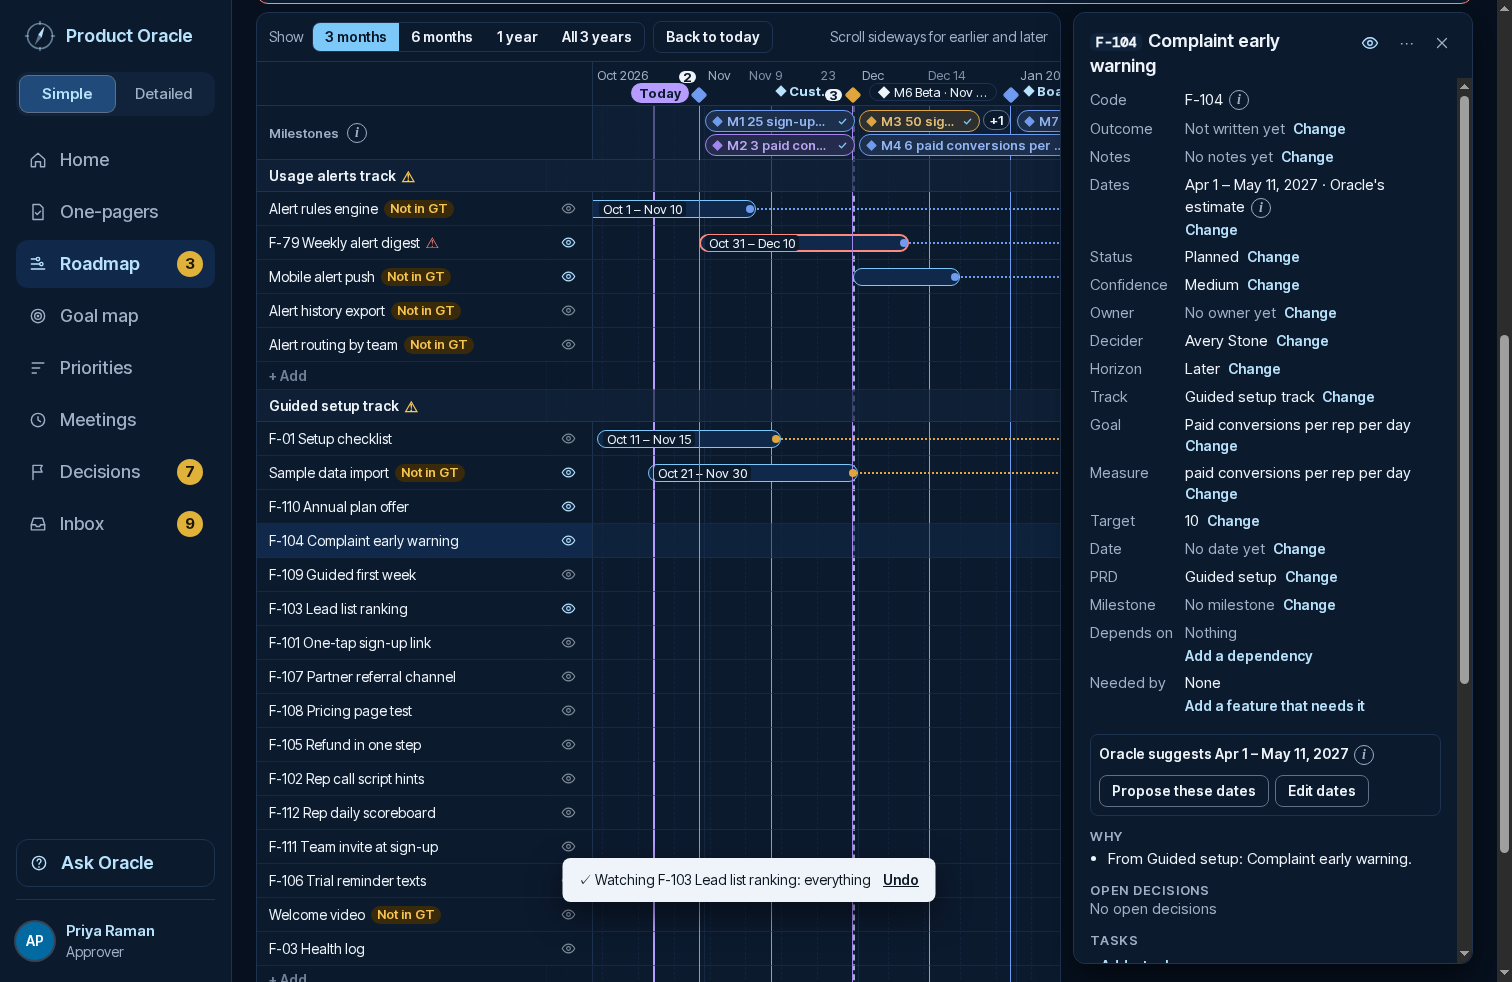 Product Oracle
Simple
Detailed
Home
One-pagers
Roadmap
3
Goal map
Priorities
Meetings
Decisions
7
Inbox
9
Ask Oracle
AP
Priya Raman
Approver
Show
3 months
6 months
1 year
All 3 years
Back to today
Scroll sideways for earlier and later
Oct 2026
2
Nov
Nov 9
23
Dec
Dec 14
Jan 20
Today
Cust...
3
M6 Beta · Nov ...
Boa
Milestones i
M1 25 sign-up... ✓
M3 50 sig... ✓
+1
M7
M2 3 paid con... ✓
M4 6 paid conversions per ...
Usage alerts track ⚠
Alert rules engine Not in GT
Oct 1 – Nov 10
F-79 Weekly alert digest ⚠
Oct 31 – Dec 10
Mobile alert push Not in GT
Alert history export Not in GT
Alert routing by team Not in GT
+ Add
Guided setup track ⚠
F-01 Setup checklist
Oct 11 – Nov 15
Sample data import Not in GT
Oct 21 – Nov 30
F-110 Annual plan offer
F-104 Complaint early warning
F-109 Guided first week
F-103 Lead list ranking
F-101 One-tap sign-up link
F-107 Partner referral channel
F-108 Pricing page test
F-105 Refund in one step
F-102 Rep call script hints
F-112 Rep daily scoreboard
F-111 Team invite at sign-up
F-106 Trial reminder texts
Welcome video Not in GT
F-03 Health log
+ Add
✓ Watching F-103 Lead list ranking: everything Undo
F-104 Complaint early
warning
Code F-104 i
Outcome Not written yet Change
Notes No notes yet Change
Dates Apr 1 – May 11, 2027 · Oracle's
estimate i
Change
Status Planned Change
Confidence Medium Change
Owner No owner yet Change
Decider Avery Stone Change
Horizon Later Change
Track Guided setup track Change
Goal Paid conversions per rep per day
Change
Measure paid conversions per rep per day
Change
Target 10 Change
Date No date yet Change
PRD Guided setup Change
Milestone No milestone Change
Depends on Nothing
Add a dependency
Needed by None
Add a feature that needs it
Oracle suggests Apr 1 – May 11, 2027 i
Propose these dates
Edit dates
WHY
• From Guided setup: Complaint early warning.
OPEN DECISIONS
No open decisions
TASKS